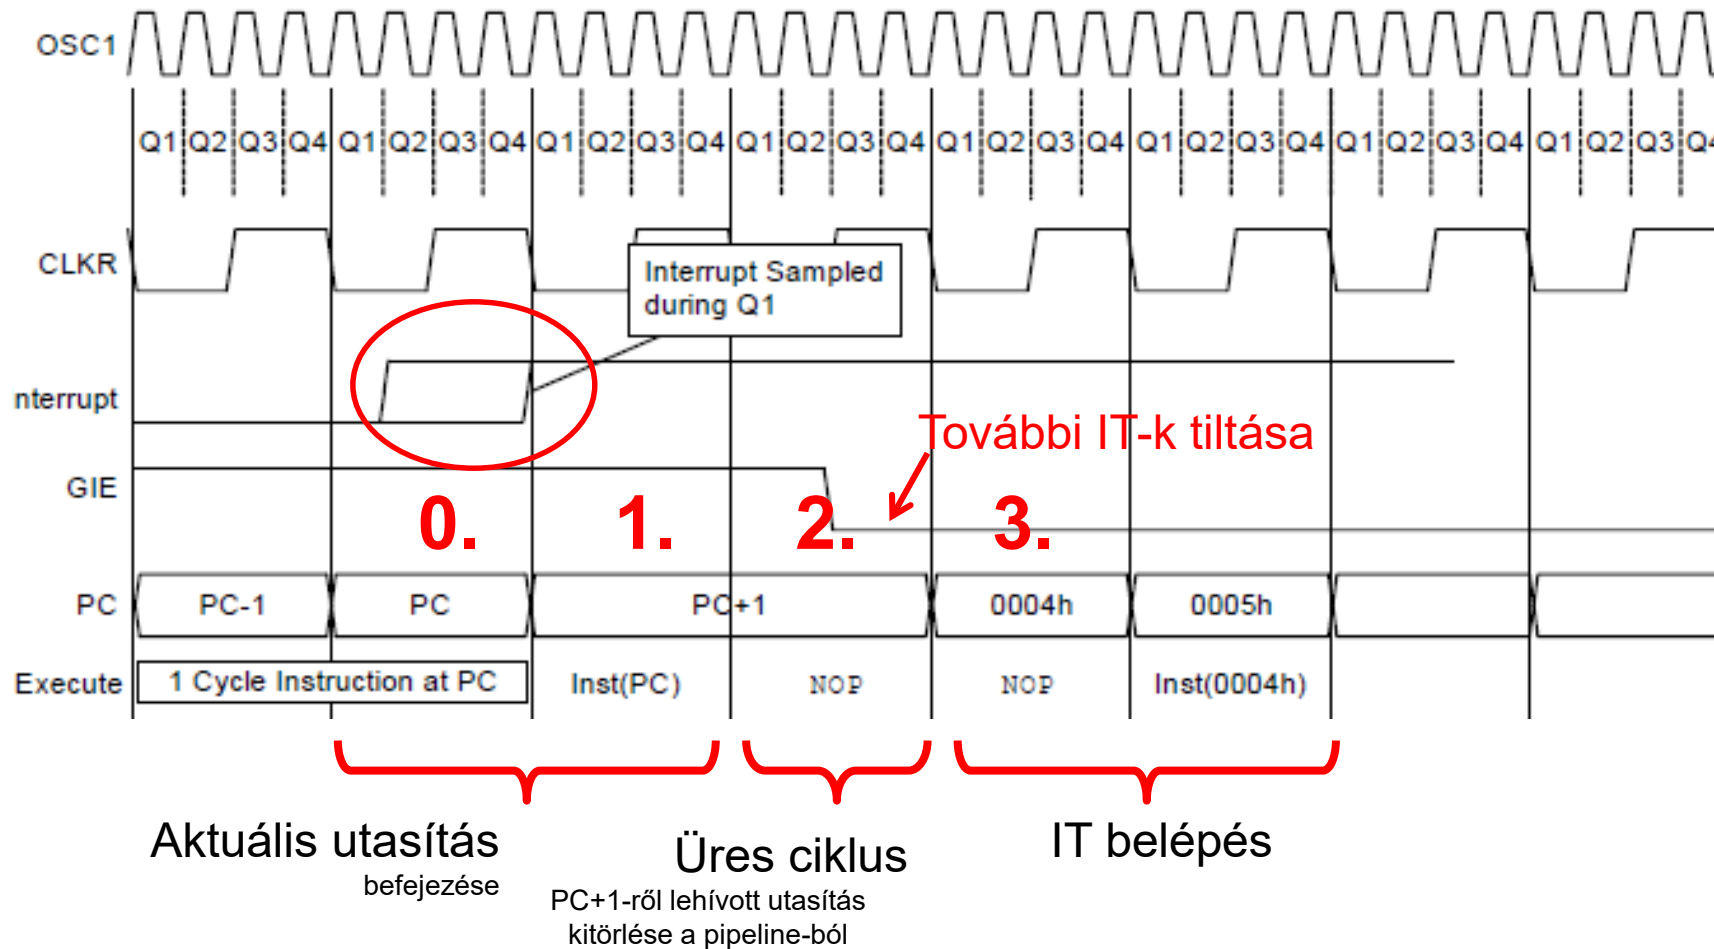 OSC1
Q1 Q2 Q3 Q4 Q1 Q2 Q3 Q4 Q1 Q2 Q3 Q4 Q1 Q2 Q3 Q4 Q1 Q2 Q3 Q4 Q1 Q2 Q3 Q4 Q1 Q2 Q3 Q4 Q1 Q2 Q3 Q4
CLKR
Interrupt Sampled
during Q1
nterrupt
További IT-k tiltása
GIE
0. 1. 2. 3.
PC PC-1 PC PC+1 0004h 0005h
Execute 1 Cycle Instruction at PC Inst(PC) NOP NOP Inst(0004h)
Aktuális utasítás
befejezése
Üres ciklus
PC+1-ről lehívott utasítás
kitörlése a pipeline-ból
IT belépés